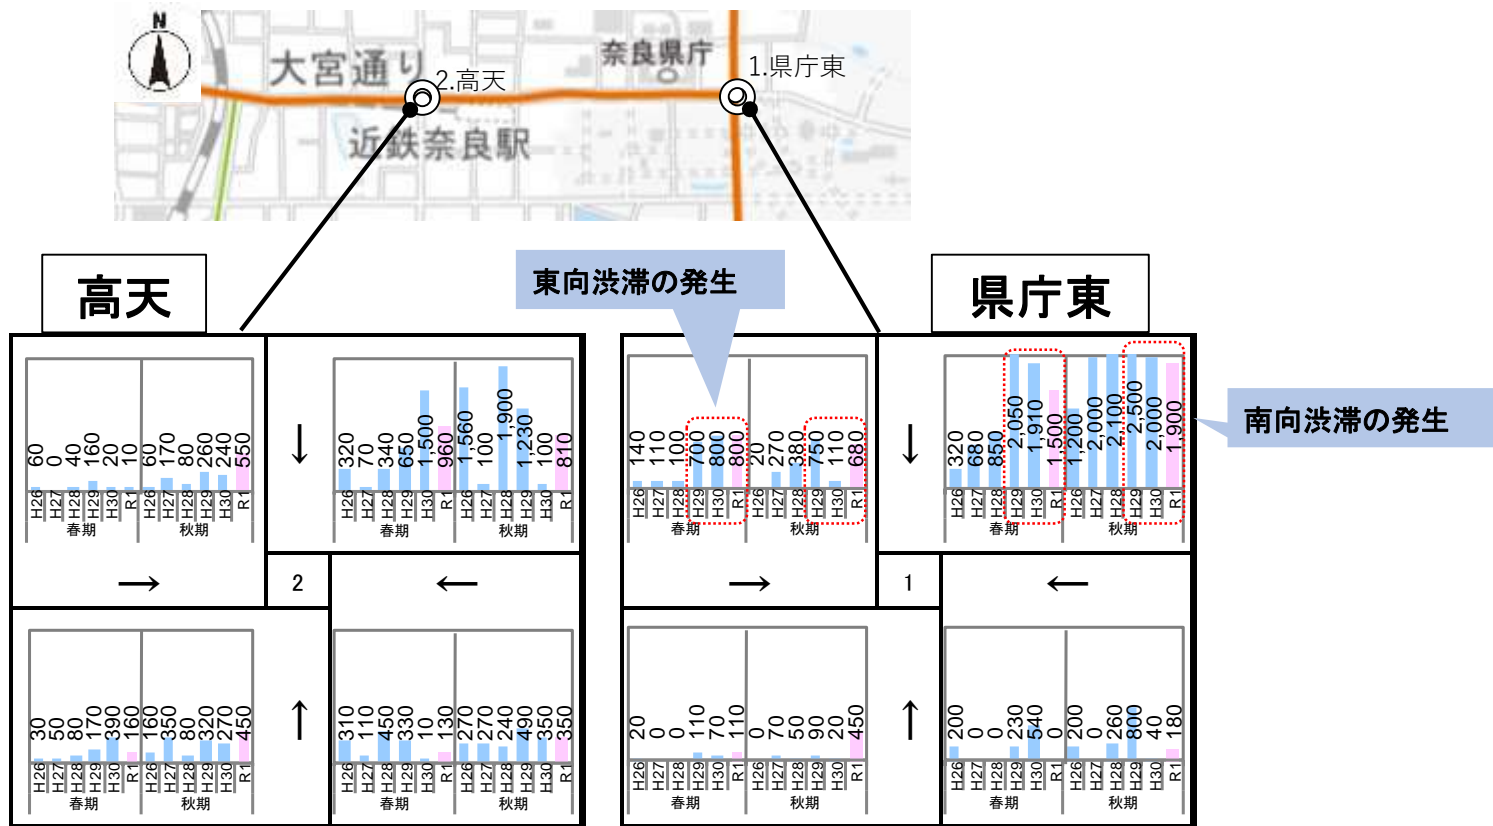 N
大宮通り
奈良県庁
1.県庁東
2.高天
近鉄奈良駅
高天
東向渋滞の発生
県庁東
南向渋滞の発生
60 0 40 160 20 10 60 170 80 260 240 550
H26 H27 H28 H29 H30 R1 H26 H27 H28 H29 H30 R1
春期 秋期
↓
320 70 340 650 1,500 960 1,560 100 1,900 1,230 100 810
H26 H27 H28 H29 H30 R1 H26 H27 H28 H29 H30 R1
春期 秋期
→
2
←
30 50 80 170 390 160 160 350 80 320 270 450
H26 H27 H28 H29 H30 R1 H26 H27 H28 H29 H30 R1
春期 秋期
↑
310 110 450 330 10 130 270 270 240 490 350 350
H26 H27 H28 H29 H30 R1 H26 H27 H28 H29 H30 R1
春期 秋期
140 110 100 700 800 800 20 270 380 750 110 680
H26 H27 H28 H29 H30 R1 H26 H27 H28 H29 H30 R1
春期 秋期
↓
320 680 850 2,050 1,910 1,500 1,200 2,000 2,100 2,500 2,000 1,900
H26 H27 H28 H29 H30 R1 H26 H27 H28 H29 H30 R1
春期 秋期
→
1
←
20 0 0 110 70 110 0 70 50 90 20 450
H26 H27 H28 H29 H30 R1 H26 H27 H28 H29 H30 R1
春期 秋期
↑
200 0 0 230 540 0 200 0 260 800 40 180
H26 H27 H28 H29 H30 R1 H26 H27 H28 H29 H30 R1
春期 秋期